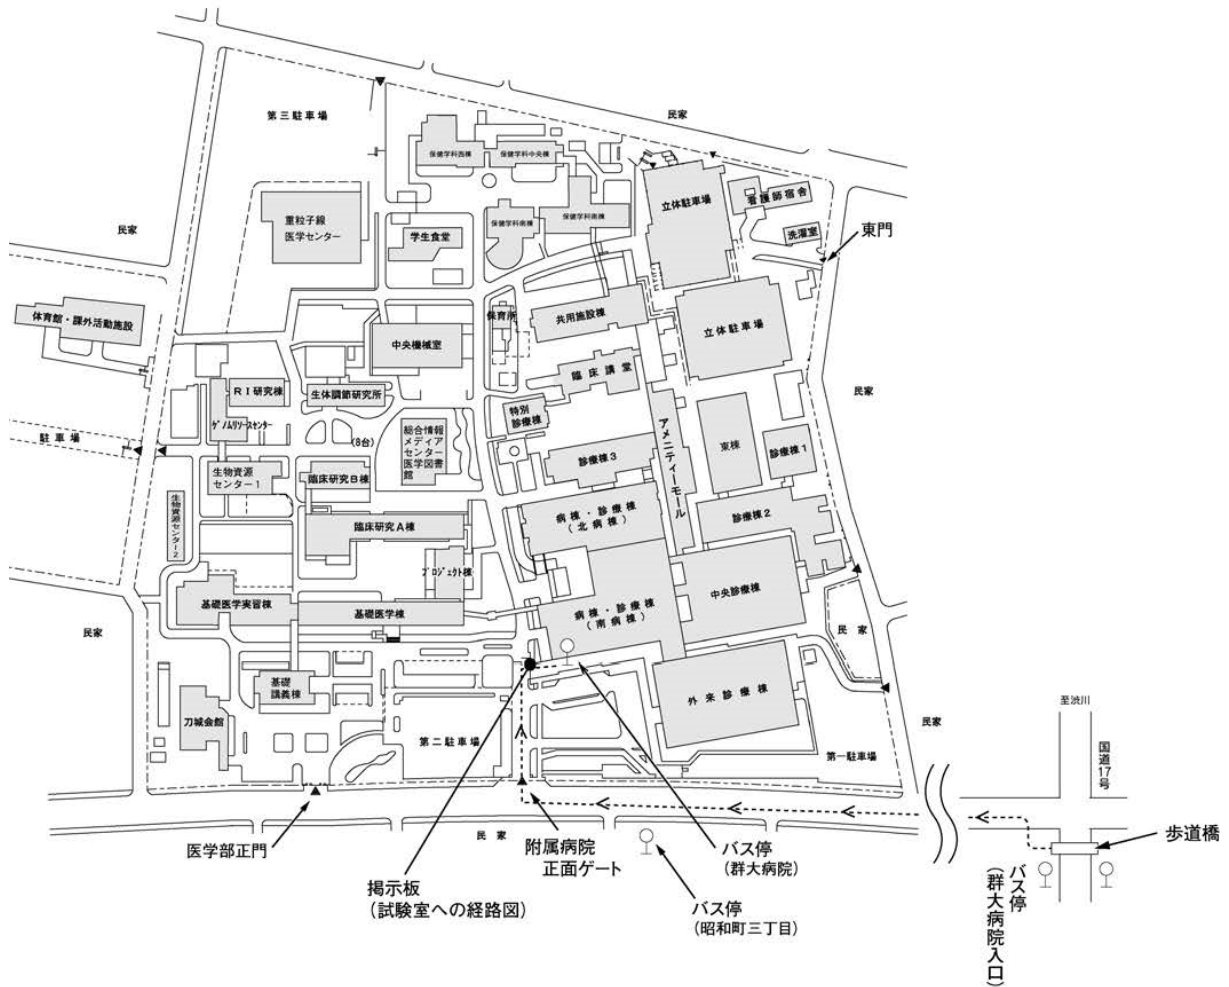 民家
第三駐車場
保健学科西棟
保健学科中央棟
保健学科南棟
保健学科南棟
立体駐車場
看護師宿舎
洗濯室
東門
民家
重粒子線
医学センター
学生食堂
体育館・課外活動施設
中央機械室
保育所
共用施設棟
立体駐車場
臨床講堂
民家
RI研究棟
生体調節研究所
ゲノムリソースセンター
(8台)
総合情報
メディア
センター
医学図書
館
特別
診療棟
アメニティーモール
東棟
診療棟1
駐車場
生物資源
センター1
臨床研究B棟
診療棟3
生物資源センター2
臨床研究A棟
病棟・診療棟
(北病棟)
診療棟2
プロジェクト棟
基礎医学実習棟
基礎医学棟
病棟・診療棟
(南病棟)
中央診療棟
民家
民家
基礎
講義棟
刀城会館
外来診療棟
第二駐車場
第一駐車場
民家
至渋川
国道17号
民家
医学部正門
附属病院
正面ゲート
バス停
(群大病院)
歩道橋
掲示板
(試験室への経路図)
バス停
(昭和町三丁目)
バス停
(群大病院入口)